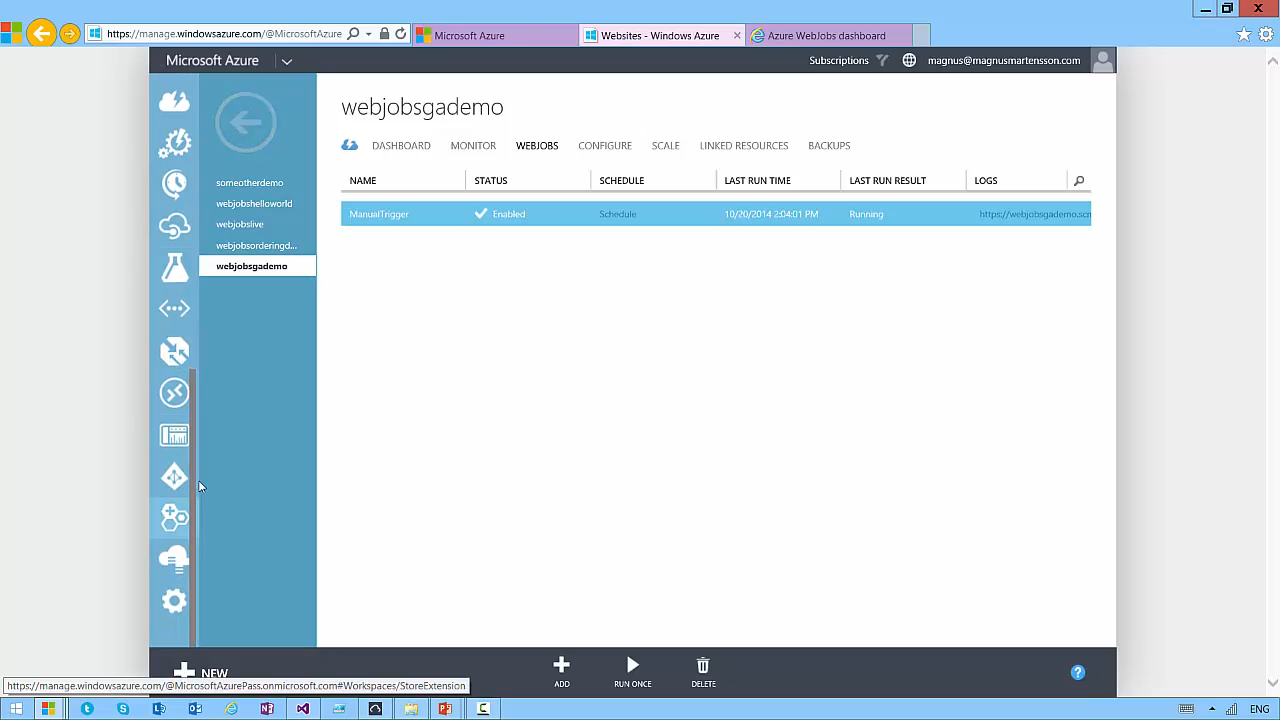 https://manage.windowsazure.com/@MicrosoftAzure
Microsoft Azure
Websites - Windows Azure
Azure WebJobs dashboard
Microsoft Azure
Subscriptions
magnus@magnusmartensson.com
webjobsgademo
DASHBOARD
MONITOR
WEBJOBS
CONFIGURE
SCALE
LINKED RESOURCES
BACKUPS
someotherdemo
webjobshelloworld
webjobslive
webjobsorderingd...
webjobsgademo
NAME
STATUS
SCHEDULE
LAST RUN TIME
LAST RUN RESULT
LOGS
ManualTrigger
Enabled
Schedule
10/20/2014 2:04:01 PM
Running
https://webjobsgademo.scn
NEW
ADD
RUN ONCE
DELETE
https://manage.windowsazure.com/@MicrosoftAzurePass.onmicrosoft.com#Workspaces/StoreExtension
ENG